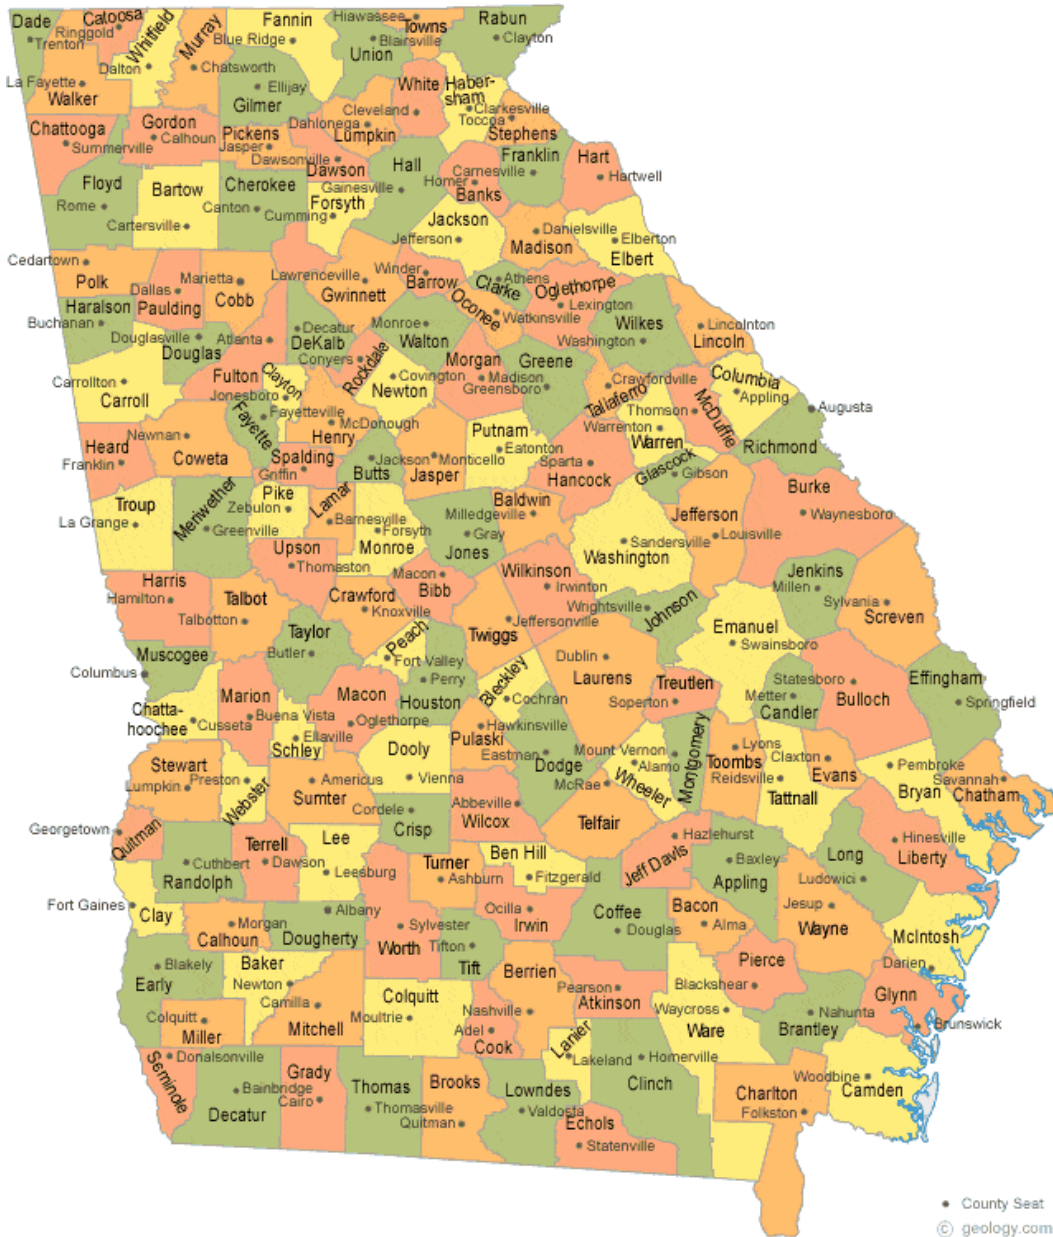 Dade
Catoosa
Ringgold
Trenton
Whitfield
Dalton
Murray
Chatsworth
Fannin
Blue Ridge
Hiawassee
Towns
Blairsville
Union
Rabun
Clayton
La Fayette
Walker
Ellijay
Gilmer
White
Cleveland
Haber-
sham
Clarkesville
Toccoa
Stephens
Chattooga
Summerville
Gordon
Calhoun
Pickens
Jasper
Dahlonega
Lumpkin
Dawsonville
Dawson
Hall
Gainesville
Homer
Banks
Franklin
Carnesville
Hart
Hartwell
Floyd
Rome
Bartow
Cartersville
Cherokee
Canton
Forsyth
Cumming
Jackson
Jefferson
Danielsville
Madison
Elberton
Elbert
Cedartown
Polk
Dallas
Paulding
Marietta
Cobb
Lawrenceville
Gwinnett
Winder
Barrow
Athens
Clarke
Oconee
Watkinsville
Oglethorpe
Lexington
Wilkes
Washington
Lincolnton
Lincoln
Haralson
Buchanan
Douglasville
Douglas
Atlanta
Fulton
Decatur
DeKalb
Conyers
Rockdale
Monroe
Walton
Morgan
Madison
Greene
Greensboro
Crawfordville
Taliaferro
Thomson
McDuffie
Columbia
Appling
Augusta
Richmond
Carrollton
Carroll
Jonesboro
Clayton
Covington
Newton
Newnan
Coweta
Fayette
Fayetteville
McDonough
Henry
Putnam
Eatonton
Warrenton
Warren
Glascock
Gibson
Heard
Franklin
Spalding
Griffin
Butts
Jackson
Monticello
Jasper
Sparta
Hancock
Burke
Waynesboro
Troup
La Grange
Meriwether
Greenville
Pike
Zebulon
Lamar
Barnesville
Forsyth
Monroe
Gray
Jones
Baldwin
Milledgeville
Washington
Sandersville
Jefferson
Louisville
Upson
Thomaston
Harris
Hamilton
Talbot
Talbotton
Crawford
Knoxville
Macon
Bibb
Wilkinson
Irwinton
Twiggs
Jeffersonville
Wrightsville
Johnson
Jenkins
Millen
Sylvania
Screven
Emanuel
Swainsboro
Muscogee
Columbus
Taylor
Butler
Peach
Fort Valley
Perry
Houston
Bleckley
Cochran
Dublin
Laurens
Treutlen
Soperton
Statesboro
Bulloch
Metter
Candler
Effingham
Springfield
Chatta-
hoochee
Cusseta
Marion
Buena Vista
Macon
Oglethorpe
Schley
Ellaville
Dooly
Vienna
Pulaski
Hawkinsville
Eastman
Dodge
Mount Vernon
Alamo
McRae
Wheeler
Montgomery
Lyons
Toombs
Reidsville
Claxton
Evans
Tattnall
Pembroke
Bryan
Savannah
Chatham
Stewart
Lumpkin
Preston
Webster
Americus
Sumter
Cordele
Crisp
Abbeville
Wilcox
Telfair
Hazlehurst
Jeff Davis
Baxley
Appling
Long
Ludowici
Hinesville
Liberty
Georgetown
Quitman
Cuthbert
Randolph
Terrell
Dawson
Lee
Leesburg
Turner
Ashburn
Ben Hill
Fitzgerald
Fort Gaines
Clay
Morgan
Calhoun
Albany
Dougherty
Sylvester
Worth
Tifton
Tift
Ocilla
Irwin
Coffee
Douglas
Bacon
Alma
Jesup
Wayne
McIntosh
Darien
Blakely
Early
Baker
Newton
Camilla
Mitchell
Colquitt
Moultrie
Berrien
Nashville
Pearson
Atkinson
Pierce
Blackshear
Waycross
Ware
Nahunta
Brantley
Glynn
Brunswick
Colquitt
Miller
Adel
Cook
Lanier
Lakeland
Homerville
Clinch
Donalsonville
Seminole
Bainbridge
Decatur
Grady
Cairo
Thomas
Thomasville
Brooks
Quitman
Lowndes
Valdosta
Echols
Statenville
Charlton
Folkston
Woodbine
Camden
County Seat
© geology.com